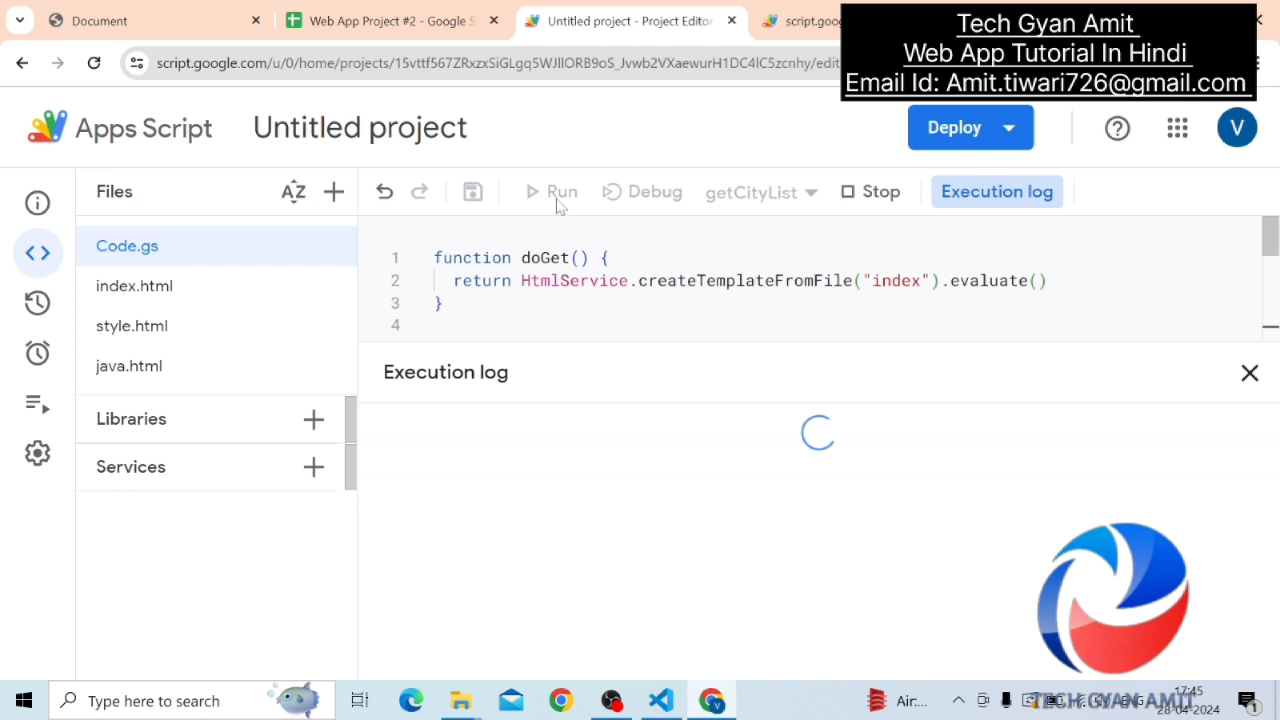 Document
Web App Project #2 - Google S
Untitled project - Project Editor
script.goo
Tech Gyan Amit
Web App Tutorial In Hindi
Email Id: Amit.tiwari726@gmail.com
Apps Script
Untitled project
Deploy
V
Files
AZ
Run
Debug
getCityList
Stop
Execution log
Code.gs
index.html
style.html
java.html
Libraries
Services
1 function doGet() {
2 return HtmlService.createTemplateFromFile("index").evaluate()
3 }
4
Execution log
Type here to search
Air...
TECH GYAN AMIT
17:45
28-04-2024